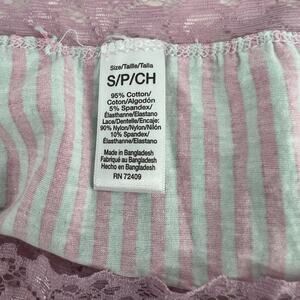 Size/Taille/Talla
S/P/CH
95% Cotton/
Coton/Algodón
5% Spandex/
Élasthanne/Elastano
Lace/Dentelle/Encaje:
90% Nylon/Nylon/Nilón
10% Spandex/
Élasthanne/Elastano
Made in Bangladesh
Fabriqué au Bangladesh
Hecho en Bangladesh
RN 72409